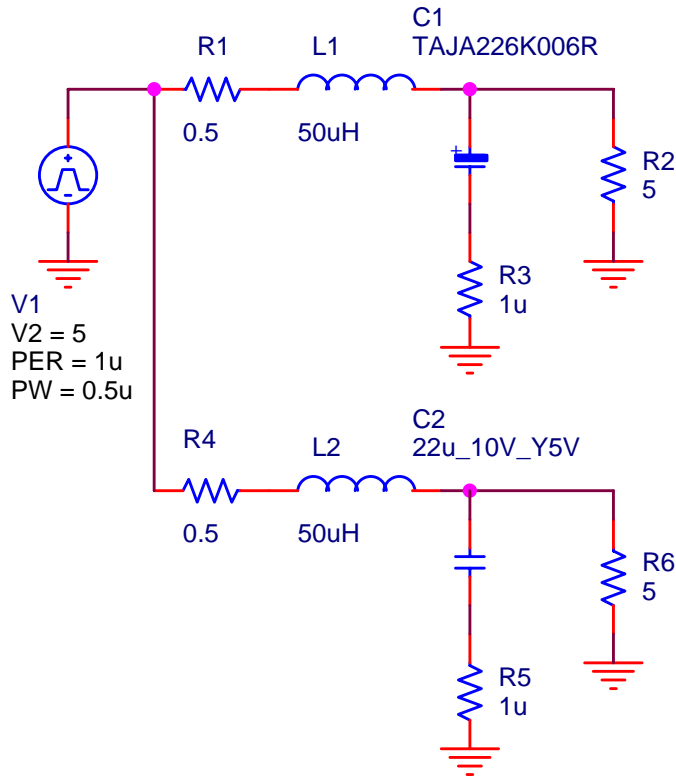 C1
TAJA226K006R
R1
L1
0.5
50uH
R2
5
R3
1u
V1
V2 = 5
PER = 1u
PW = 0.5u
C2
22u_10V_Y5V
R4
L2
0.5
50uH
R6
5
R5
1u